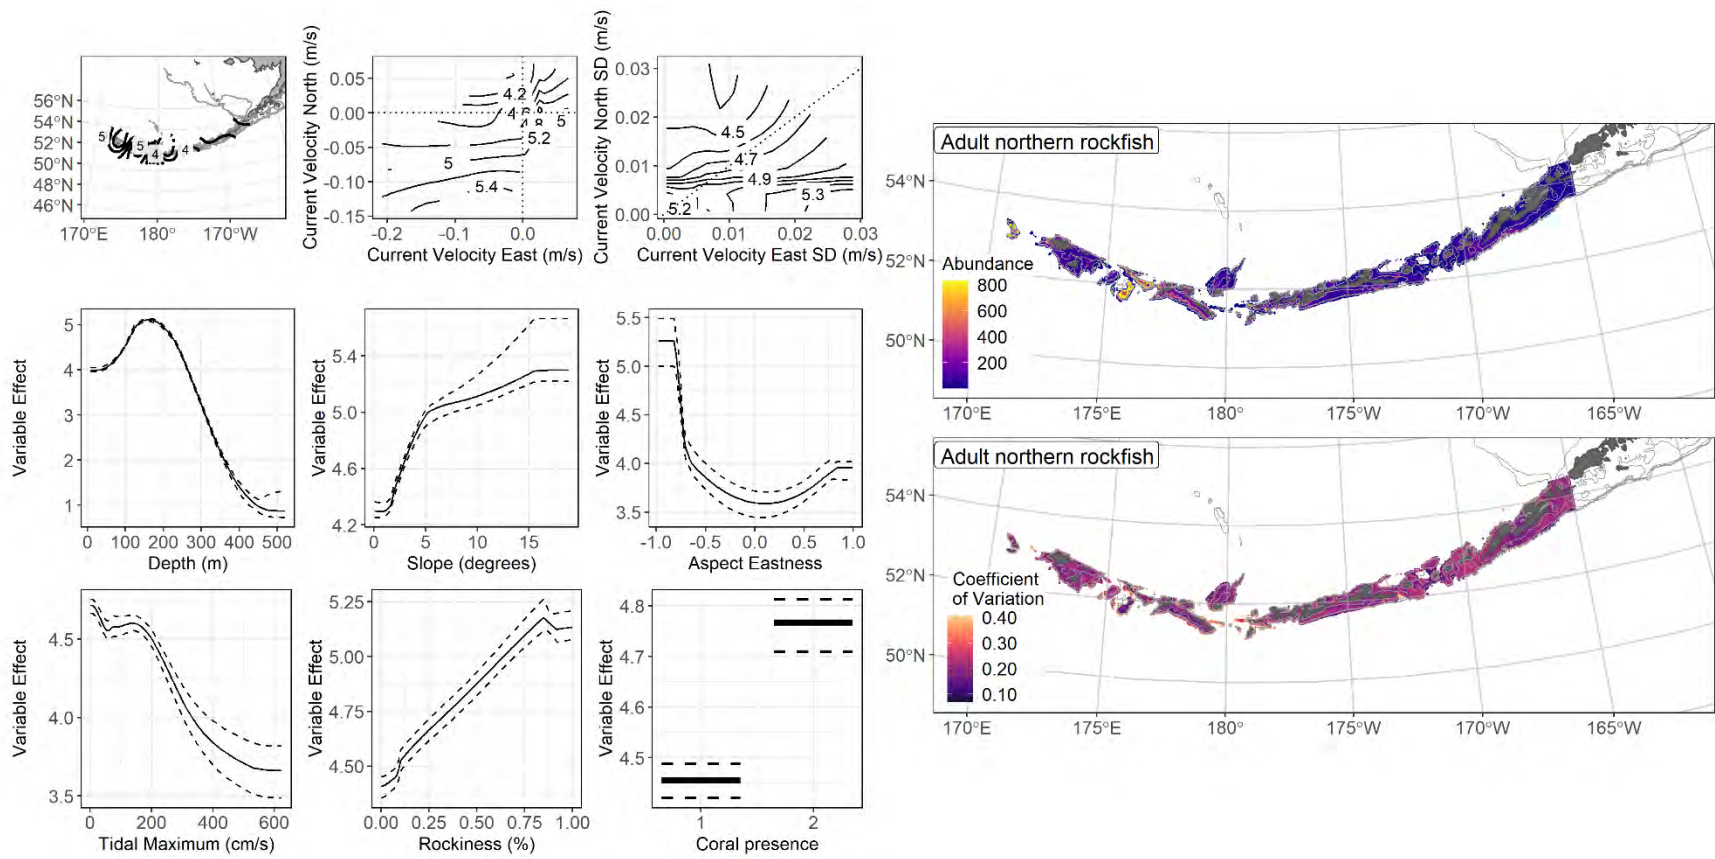 56°N
54°N
52°N
50°N
48°N
46°N
170°E
180°
170°W
5
5
4
4
Current Velocity North (m/s)
0.05
0.00
-0.05
-0.10
-0.15
4.2
5
5.2
5
5.4
-0.2
-0.1
0.0
Current Velocity East (m/s)
Current Velocity North SD (m/s)
0.03
0.02
0.01
0.00
4.5
4.7
4.9
5.3
5.2
0.00
0.01
0.02
0.03
Current Velocity East SD (m/s)
Variable Effect
5
4
3
2
1
0
100
200
300
400
500
Depth (m)
Variable Effect
5.4
5.0
4.6
4.2
0
5
10
15
Slope (degrees)
Variable Effect
5.5
5.0
4.5
4.0
3.5
-1.0
-0.5
0.0
0.5
1.0
Aspect Eastness
Variable Effect
4.5
4.0
3.5
0
200
400
600
Tidal Maximum (cm/s)
Variable Effect
5.25
5.00
4.75
4.50
0.00
0.25
0.50
0.75
1.00
Rockiness (%)
Variable Effect
4.8
4.7
4.6
4.5
1
2
Coral presence
Adult northern rockfish
54°N
52°N
50°N
Abundance
800
600
400
200
170°E
175°E
180°
175°W
170°W
165°W
Adult northern rockfish
54°N
52°N
50°N
Coefficient
of Variation
0.40
0.30
0.20
0.10
170°E
175°E
180°
175°W
170°W
165°W